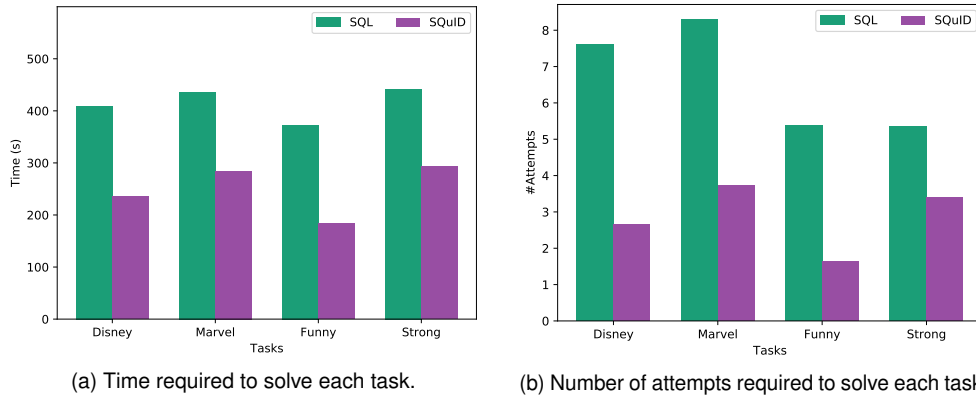 SQL SQuID
500
400
300
200
100
0
Time (s)
Disney Marvel Funny Strong
Tasks
(a) Time required to solve each task.
SQL SQuID
8
7
6
5
4
3
2
1
0
#Attempts
Disney Marvel Funny Strong
Tasks
(b) Number of attempts required to solve each task